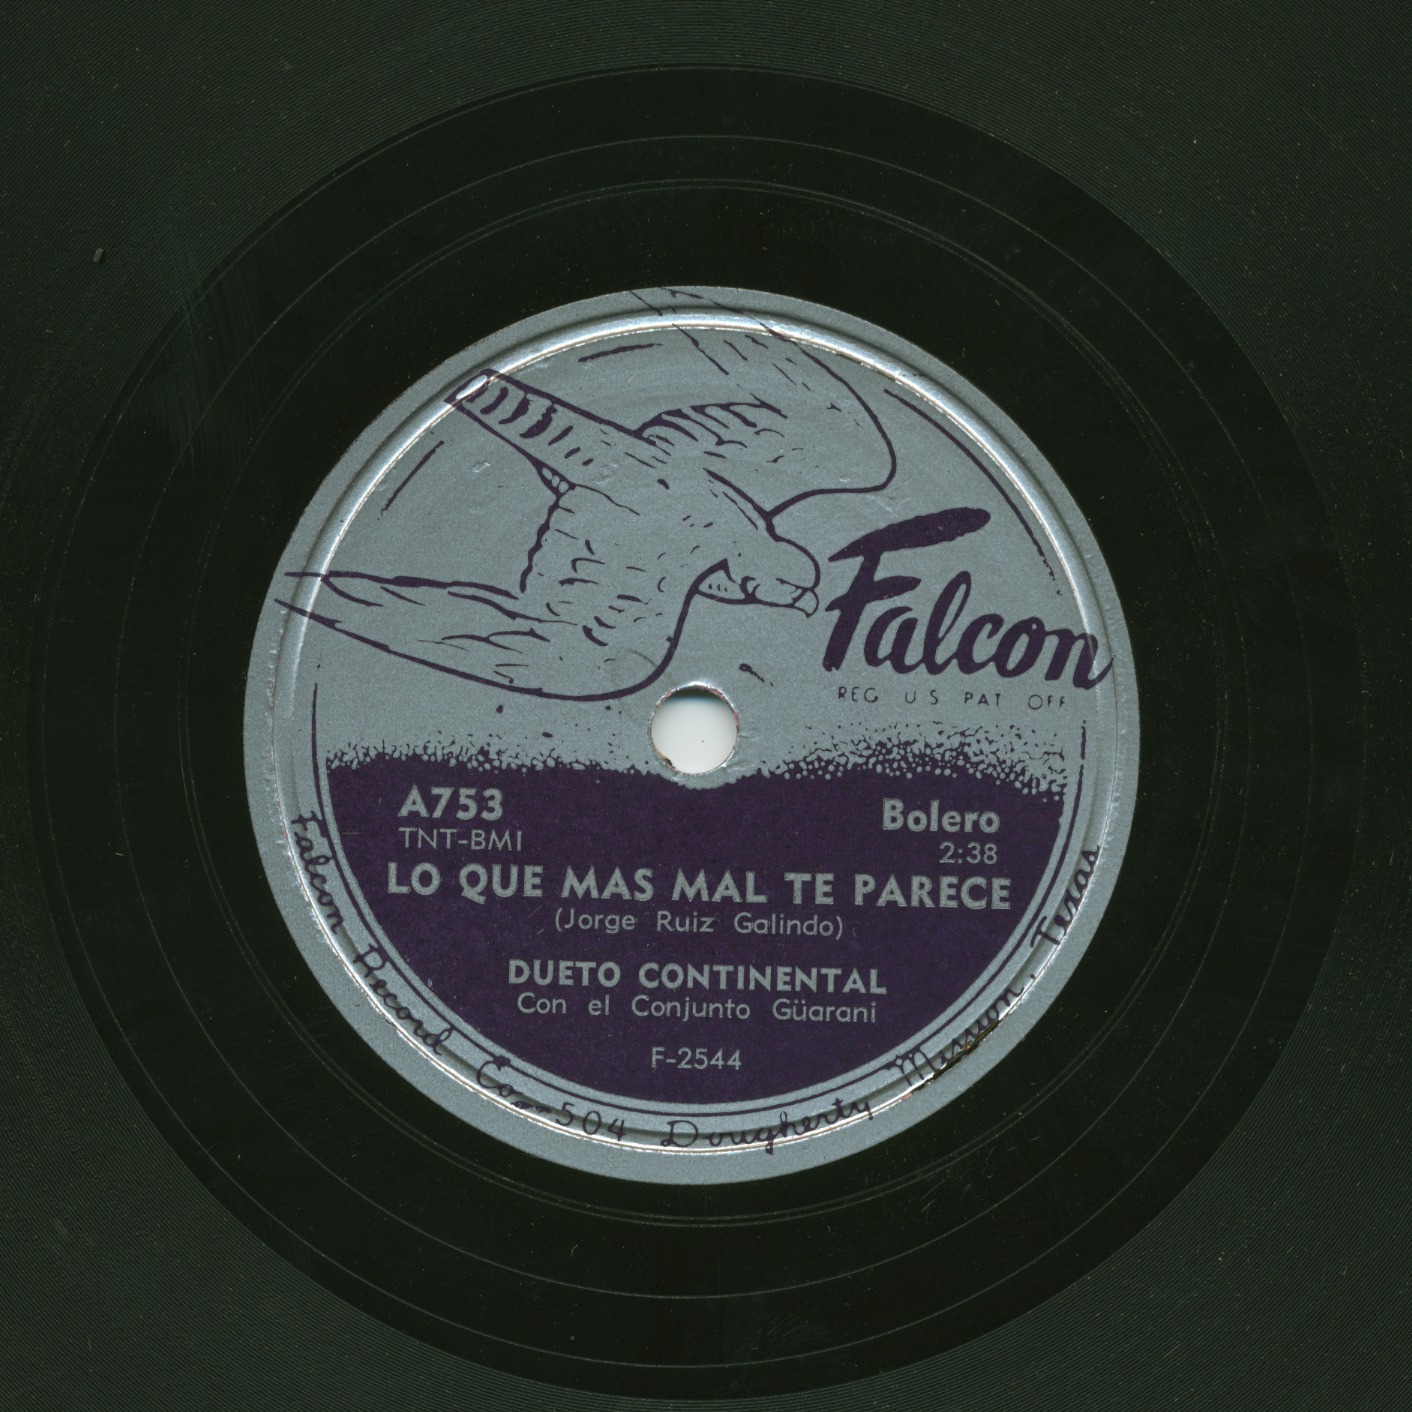 Falcon
REG US PAT OFF
A753
Bolero
TNT-BMI
2:38
LO QUE MAS MAL TE PARECE
(Jorge Ruiz Galindo)
DUETO CONTINENTAL
Con el Conjunto Güarani
F-2544
Falcon Record Co. — 504 Dougherty Mission, Texas